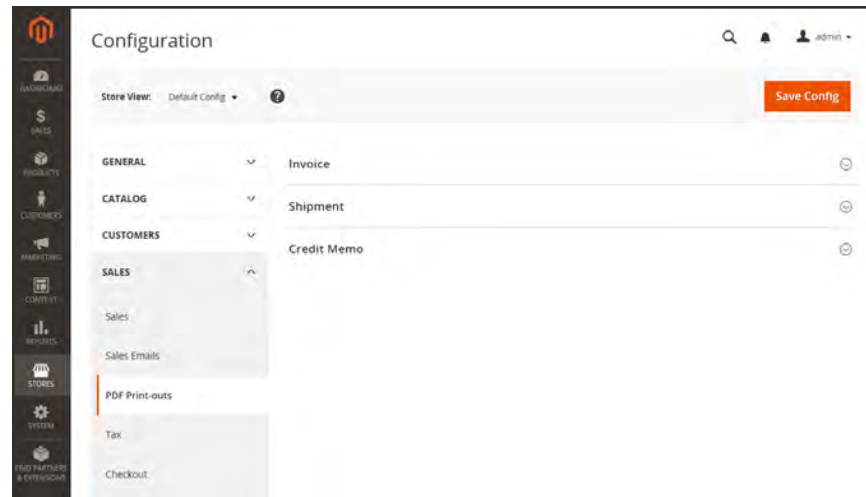 Configuration
admin
DASHBOARD
Store View: Default Config
?
Save Config
$
SALES
GENERAL
Invoice
PRODUCTS
CATALOG
Shipment
CUSTOMERS
CUSTOMERS
Credit Memo
MARKETING
SALES
CONTENT
Sales
REPORTS
Sales Emails
STORES
PDF Print-outs
SYSTEM
Tax
FIND PARTNERS
& EXTENSIONS
Checkout